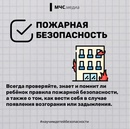 МЧС.МЕДИА
ПОЖАРНАЯ
БЕЗОПАСНОСТЬ
Всегда проверяйте, знает и помнит ли
ребёнок правила пожарной безопасности,
а также о том, как вести себя в случае
появления возгорания или задымления.